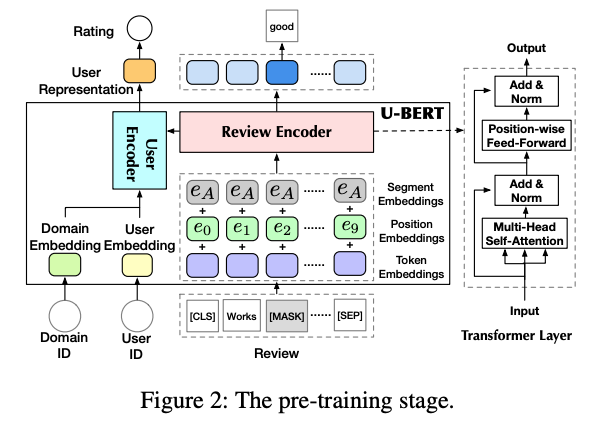 Rating
good
User
Representation
......
U-BERT
User
Encoder
Review Encoder
e_A e_A e_A ...... e_A
Segment
Embeddings
+ + + +
e_0 e_1 e_2 ...... e_9
Position
Embeddings
+ + + +
......
Token
Embeddings
Domain
Embedding
User
Embedding
[CLS] Works [MASK] ...... [SEP]
Domain
ID
User
ID
Review
Output
Add &
Norm
Position-wise
Feed-Forward
Add &
Norm
Multi-Head
Self-Attention
Input
Transformer Layer
Figure 2: The pre-training stage.